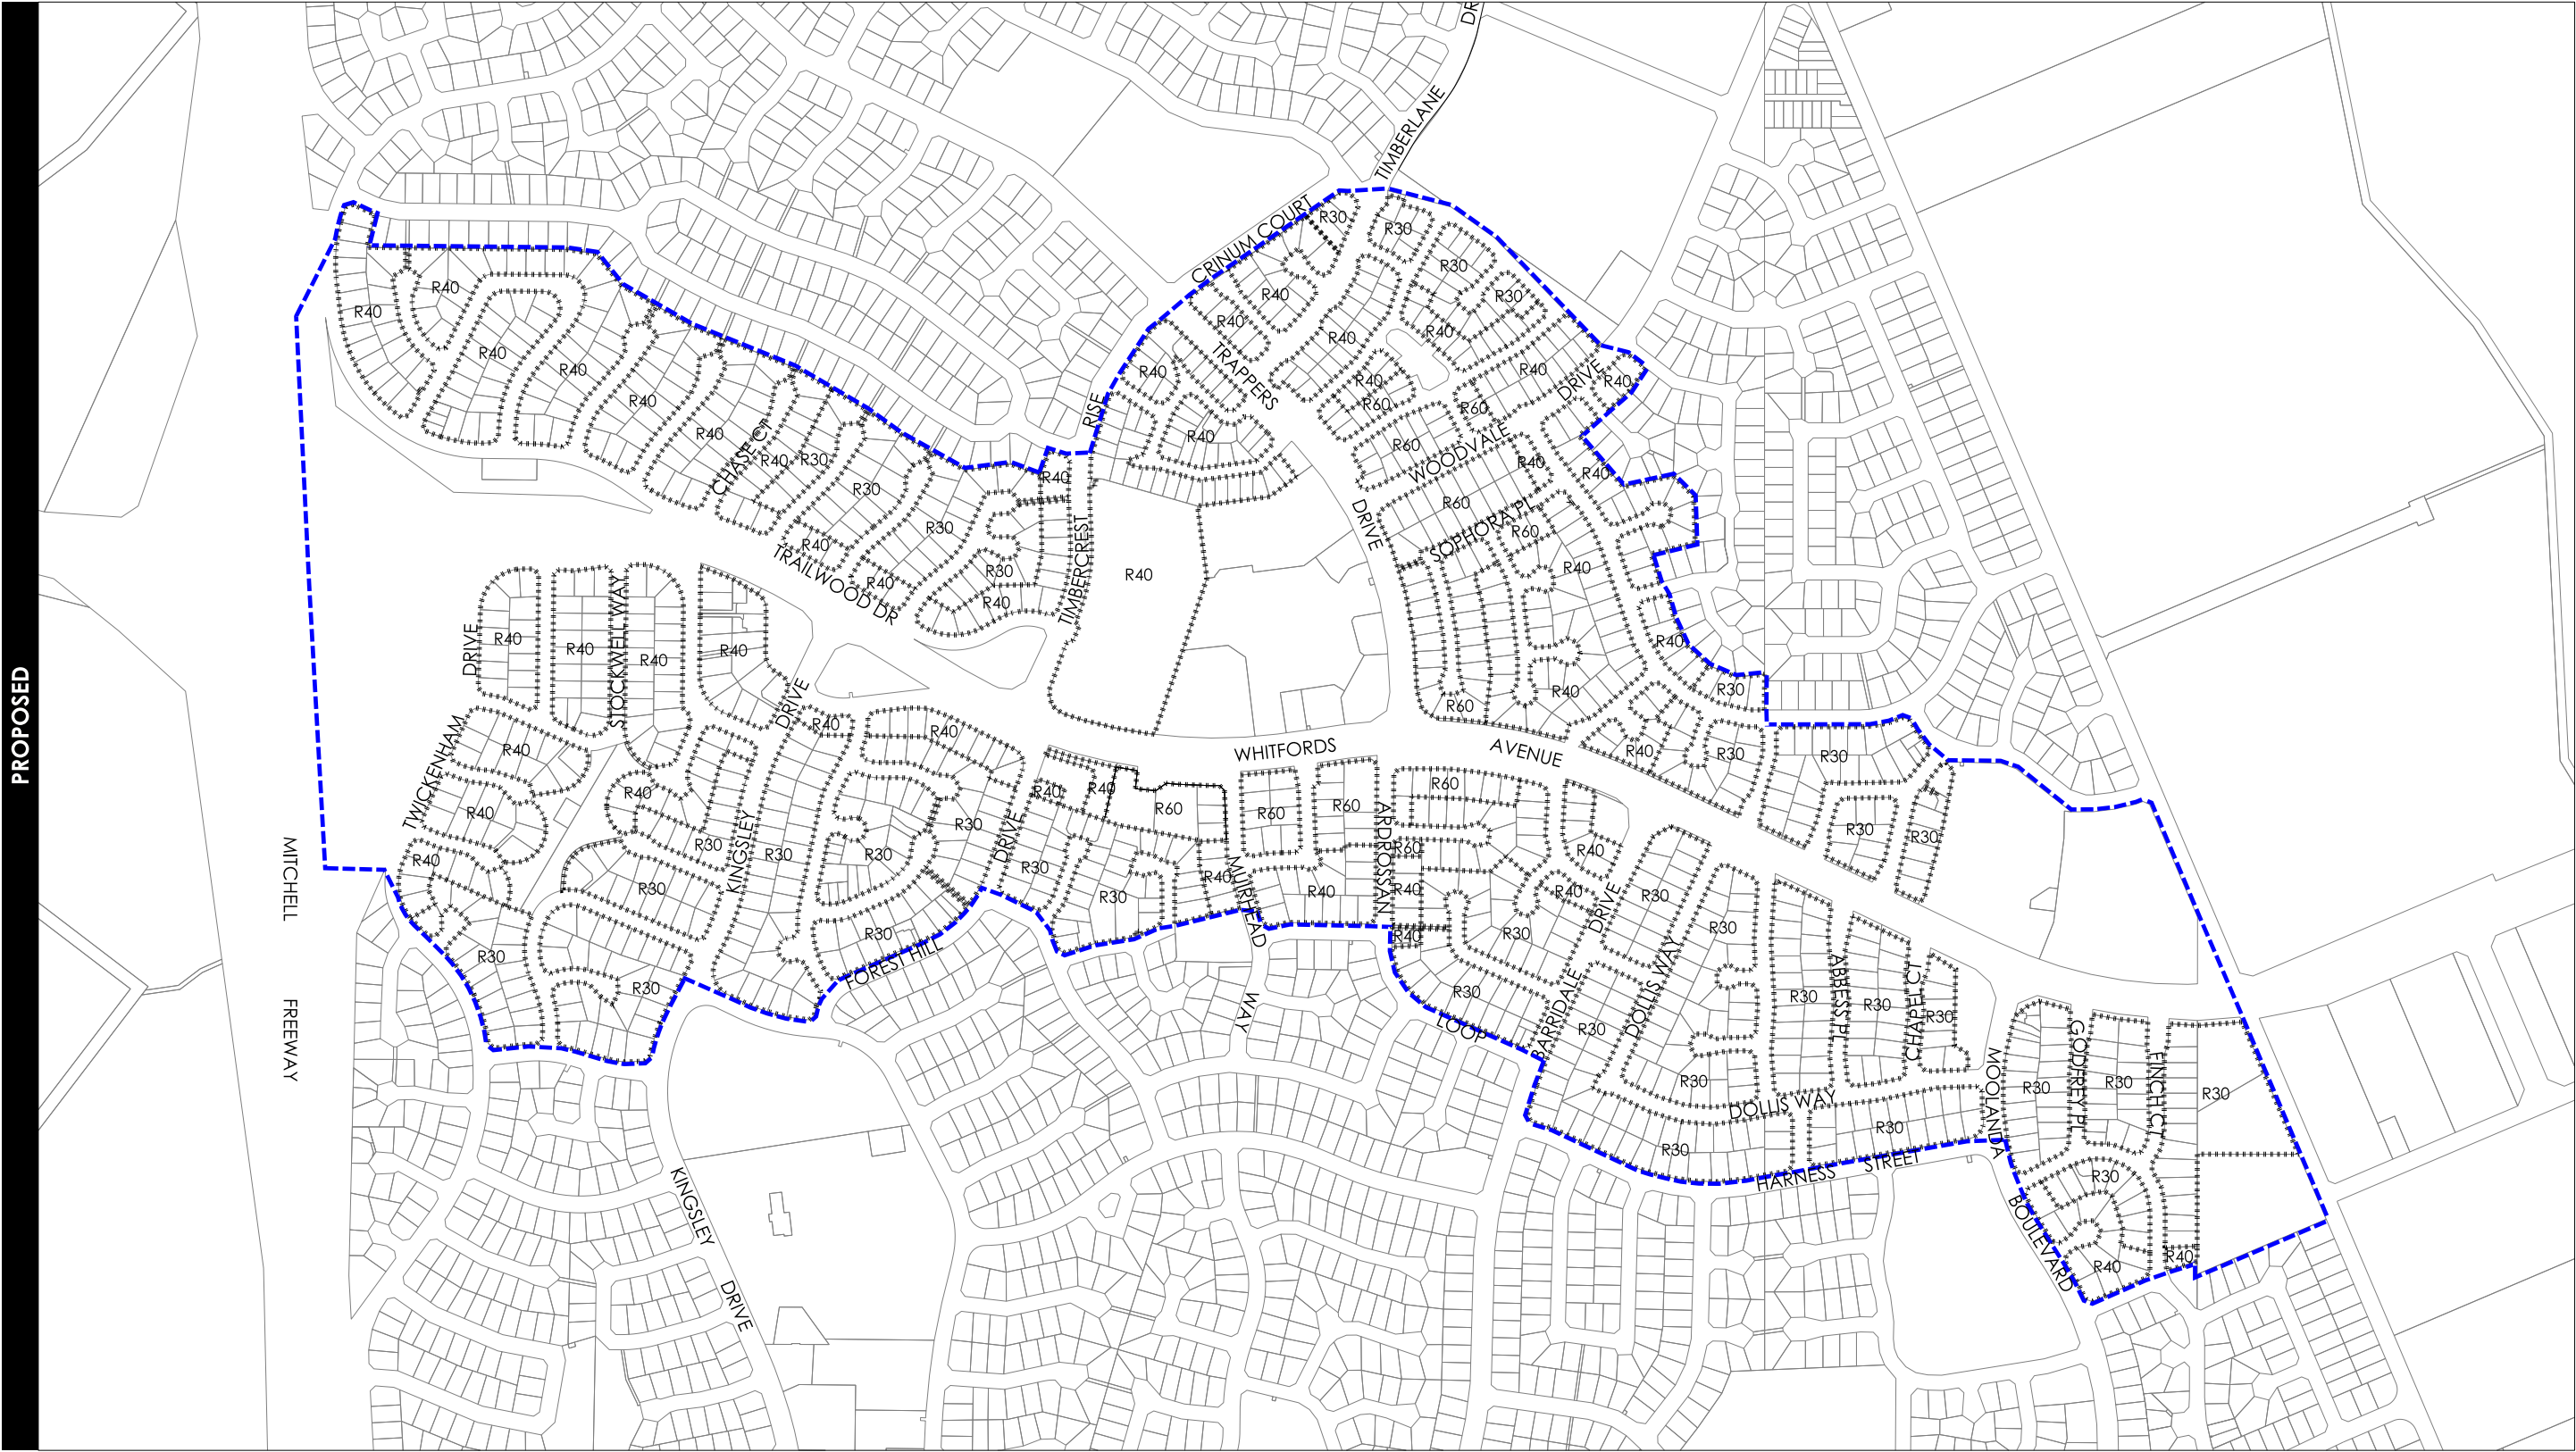 PROPOSED
DR
TIMBERLANE
CRINUM COURT
R30
R30
R30
R40
R30
R40
R40
R40
R40
R40
R40
R40
TRAPPERS
R40
R40
DRIVE
R40
R40
R40
R60
R60
RISE
R40
R40
R60
WOODVALE
R40
CHASE CT
R40
R30
R40
R40
R40
R30
R60
DRIVE
SOPHORA PL
R60
R30
R40
TRAILWOOD DR
R40
R30
R40
TIMBERCREST
R40
R40
DRIVE
R40
R40
STOCKWELL WAY
R40
R40
R40
R30
R40
R60
DRIVE
R40
R40
TWICKENHAM
R40
WHITFORDS
AVENUE
R40
R30
R30
R40
R40
R40
R60
R60
R60
R60
ARDROSSAN
R40
KINGSLEY
R30
R30
R30
R30
DRIVE
R30
R30
R30
R60
R40
MITCHELL
R40
R30
R30
R40
MUIRHEAD
R40
R40
R40
DRIVE
R30
R30
R30
R30
FOREST HILL
R40
R30
R30
R30
R30
LOOP
BARRIDALE
R30
DOLLIS WAY
R30
ABBESS PL
R30
CHAPEL CT
R30
WAY
FREEWAY
R30
DOLLIS WAY
R30
R30
HARNESS
STREET
MOOLANDA
R30
GODFREY PL
R30
FINCH CT
R30
R30
BOULEVARD
R40
R40
KINGSLEY
DRIVE